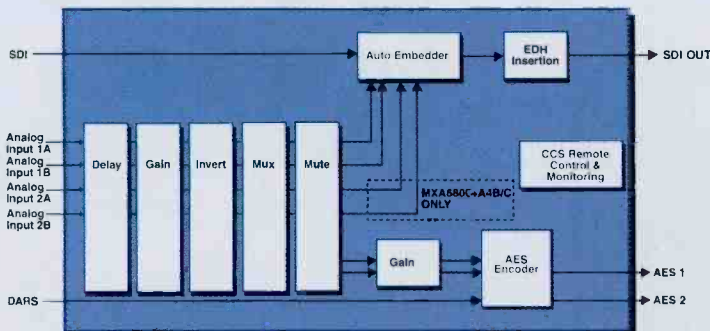 SDI
Auto Embedder
EDH
Insertion
SDI OUT
Analog
Input 1A
Analog
Input 1B
Analog
Input 2A
Analog
Input 2B
Delay
Gain
Invert
Mux
Mute
CCS Remote
Control &
Monitoring
ONLY
Gain
AES
Encoder
AES 1
DARS
AES 2